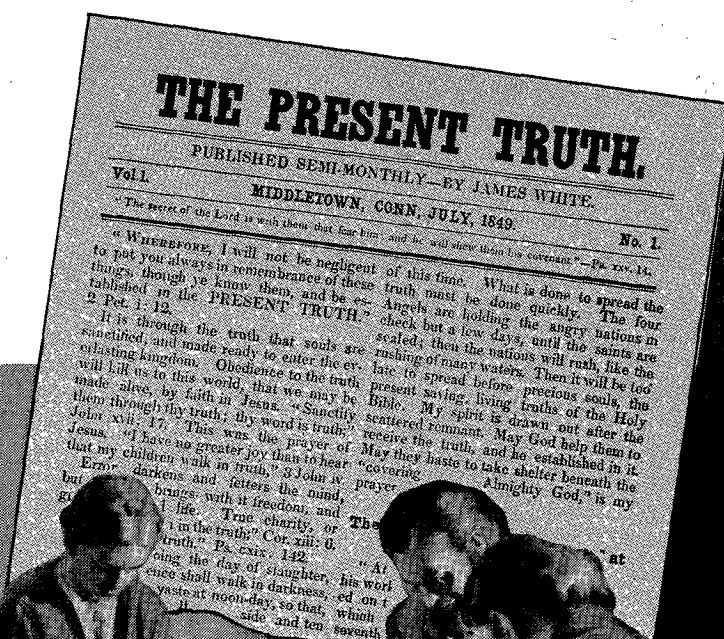 THE PRESENT TRUTH.
PUBLISHED SEMI-MONTHLY—BY JAMES WHITE.
Vol. 1. MIDDLETOWN, CONN, JULY, 1849. No. 1.
"The secret of the Lord is with them that fear him; and he will shew them his covenant."—Ps. xxv. 14.
"WHEREFORE, I will not be negligent
to put you always in remembrance of these
things, though ye know them, and be es-
tablished in the PRESENT TRUTH."
2 Pet. i: 12.
It is through the truth that souls are
sanctified, and made ready to enter the ev-
erlasting kingdom. Obedience to the truth
will kill us to this world, that we may be
made alive, by faith in Jesus. "Sanctify
them through thy truth; thy word is truth;"
John xvii: 17. This was the prayer of
Jesus. "I have no greater joy than to hear
that my children walk in truth," 3 John iv
Error, darkens and fetters the mind,
but brings with it freedom, and
life. True charity, or
in the truth;" Cor. xiii: 6.
truth." Ps. cxix: 142.
ing the day of slaughter,
ence shall walk in darkness,
waste at noon-day, so that,
side and ten
of this time. What is done to spread the
truth must be done quickly. The four
Angels are holding the angry nations in
check but a few days, until the saints are
sealed; then the nations will rush, like the
rushing of many waters. Then it will be too
late to spread before precious souls, the
present saving, living truths of the Holy
Bible. My spirit is drawn out after the
scattered remnant. May God help them to
receive the truth, and be established in it.
May they haste to take shelter beneath the
"covering Almighty God," is my
prayer
The at
"At
his worl
ed on t
which
seventh